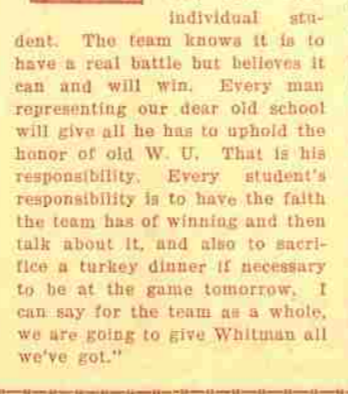 individual stu-
dent. The team knows it is to
have a real battle but believes it
can and will win. Every man
representing our dear old school
will give all he has to uphold the
honor of old W. U. That is his
responsibility. Every student's
responsibility is to have the faith
the team has of winning and then
talk about it, and also to sacri-
fice a turkey dinner if necessary
to be at the game tomorrow. I
can say for the team as a whole,
we are going to give Whitman all
we've got."